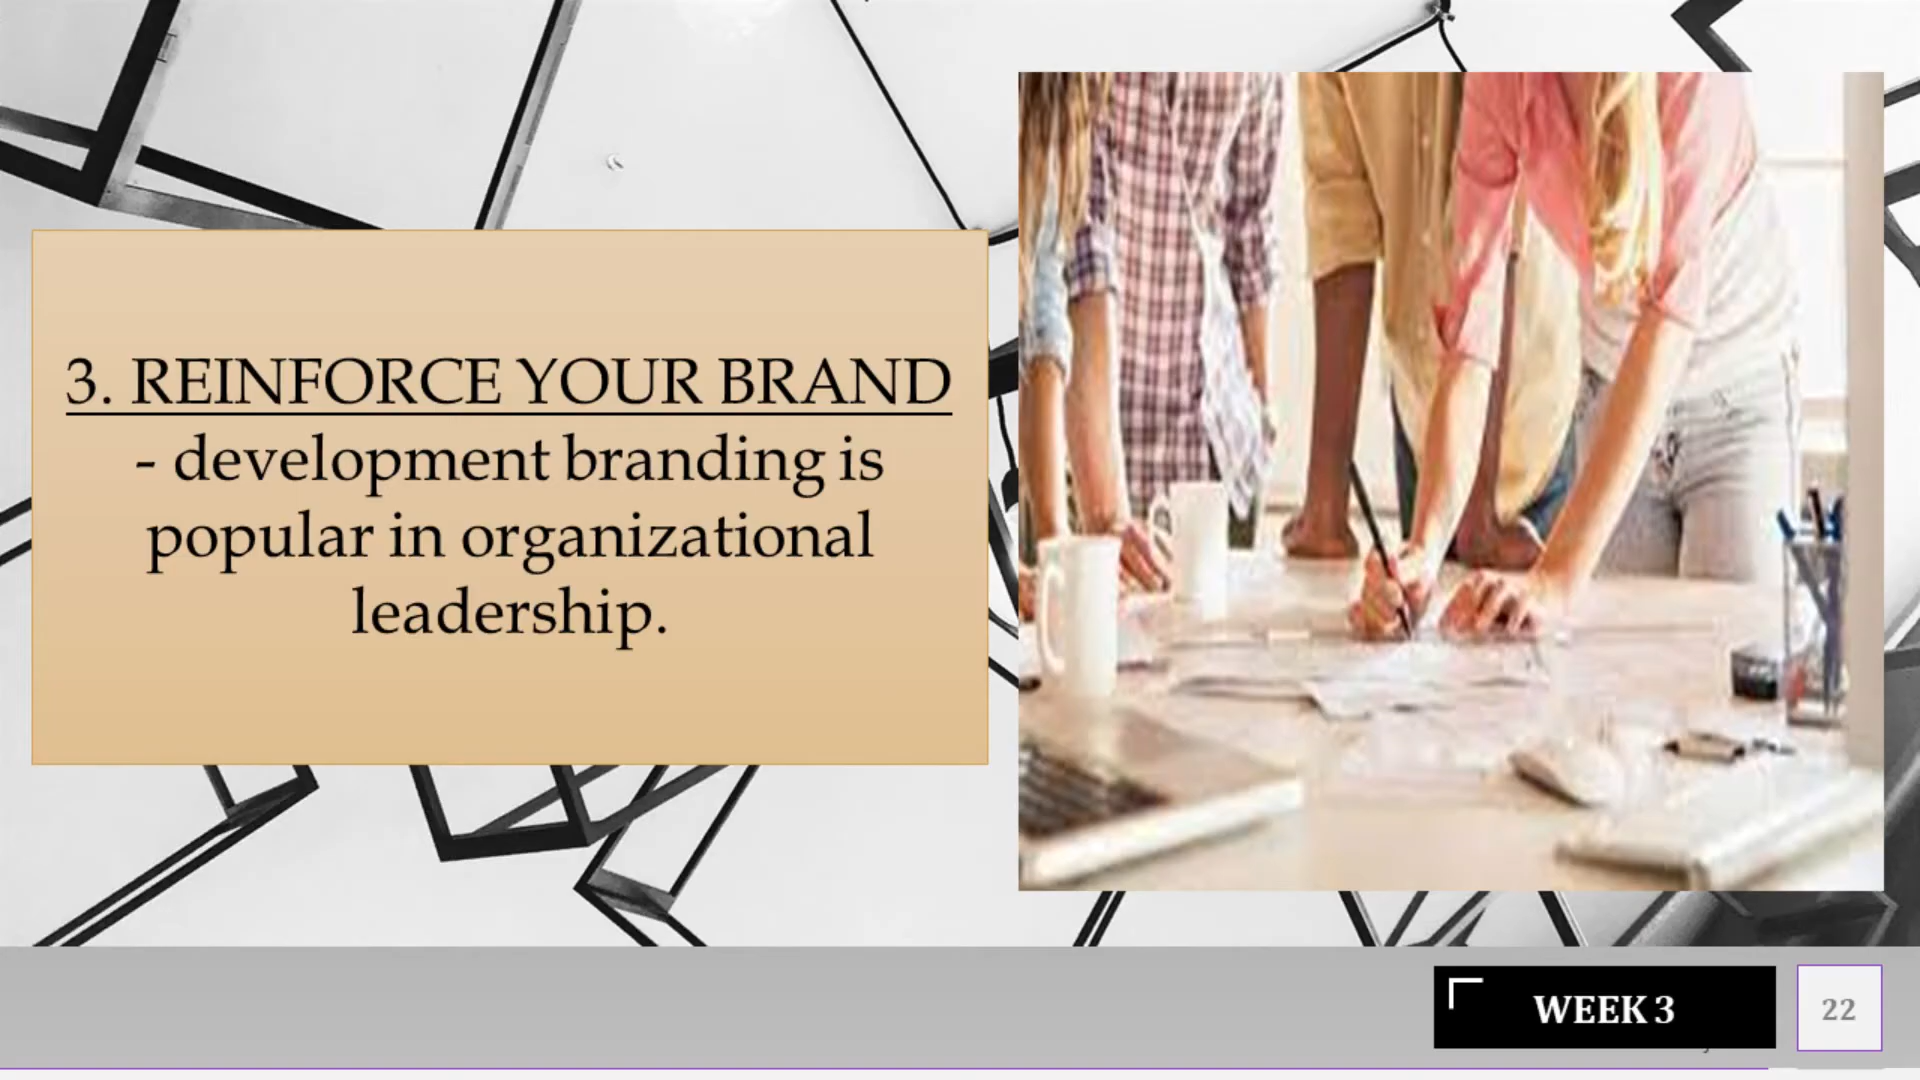 3. REINFORCE YOUR BRAND
- development branding is
popular in organizational
leadership.
WEEK 3
22